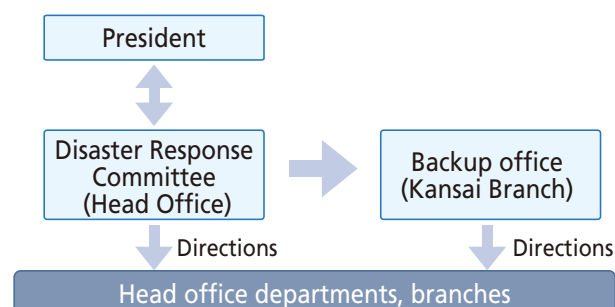 President
Disaster Response
Committee
(Head Office)
Backup office
(Kansai Branch)
Directions
Directions
Head office departments, branches